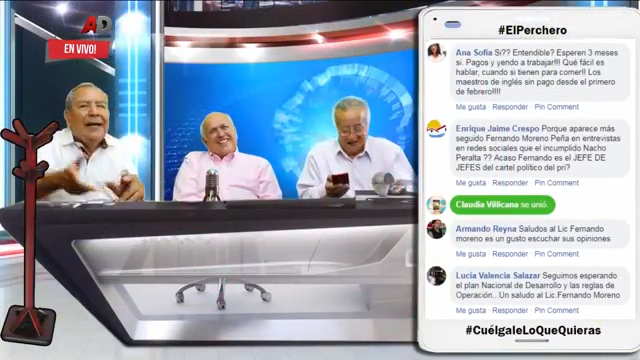 AD
EN VIVO!
#ElPerchero
Ana Sofia Si?? Entendible? Esperen 3 meses
si. Pagos y yendo a trabajar!!! Qué fácil es
hablar, cuando si tienen para comer!! Los
maestros de inglés sin pago desde el primero
de febrero!!!!
Me gusta · Responder · Pin Comment
Enrique Jaime Crespo Porque aparece más
seguido Fernando Moreno Peña en entrevistas
en redes sociales que el incumplido Nacho
Peralta ?? Acaso Fernando es el JEFE DE
JEFES del cartel político del pri?
Me gusta · Responder · Pin Comment
Claudia Villicana se unió.
Armando Reyna Saludos al Lic Fernando
moreno es un gusto escuchar sus opiniones
Me gusta · Responder · Pin Comment
Lucia Valencia Salazar Seguimos esperando
el plan Nacional de Desarrollo y las reglas de
Operación...Un saludo al Lic.Fernando Moreno
Me gusta · Responder · Pin Comment
#CuélgaleLoQueQuieras